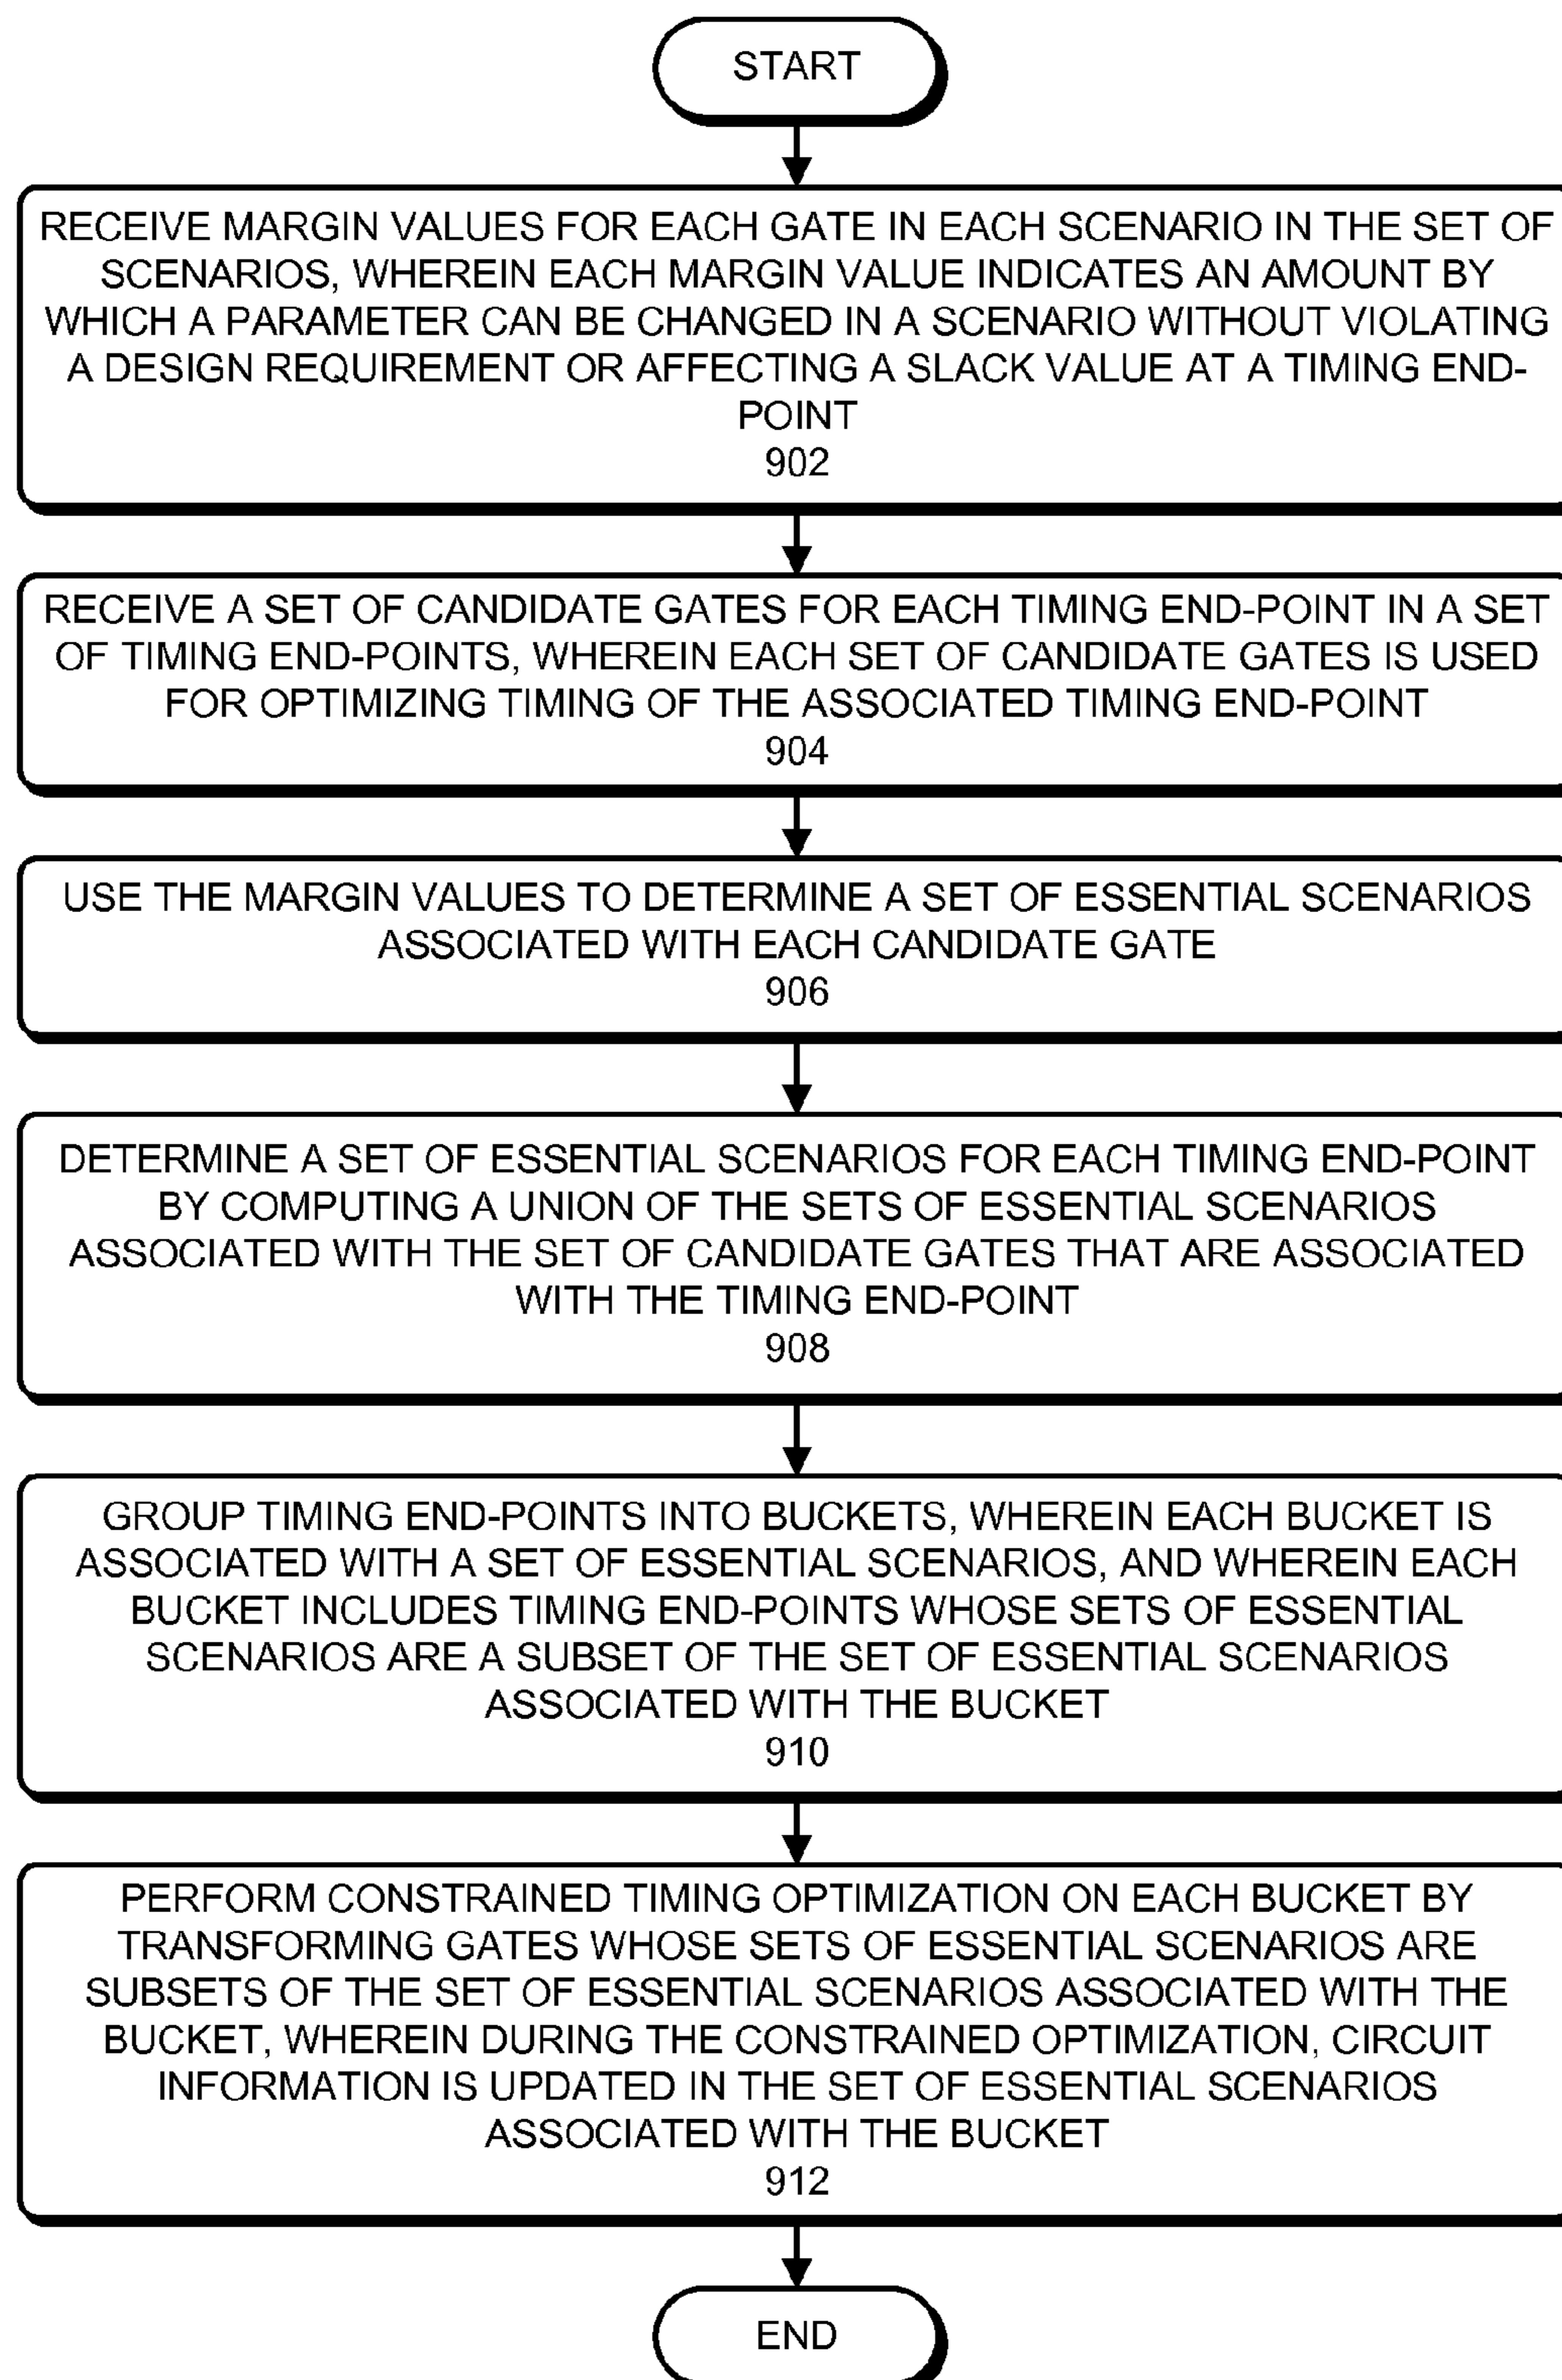 START
RECEIVE MARGIN VALUES FOR EACH GATE IN EACH SCENARIO IN THE SET OF
SCENARIOS, WHEREIN EACH MARGIN VALUE INDICATES AN AMOUNT BY
WHICH A PARAMETER CAN BE CHANGED IN A SCENARIO WITHOUT VIOLATING
A DESIGN REQUIREMENT OR AFFECTING A SLACK VALUE AT A TIMING END-
POINT
902
RECEIVE A SET OF CANDIDATE GATES FOR EACH TIMING END-POINT IN A SET
OF TIMING END-POINTS, WHEREIN EACH SET OF CANDIDATE GATES IS USED
FOR OPTIMIZING TIMING OF THE ASSOCIATED TIMING END-POINT
904
USE THE MARGIN VALUES TO DETERMINE A SET OF ESSENTIAL SCENARIOS
ASSOCIATED WITH EACH CANDIDATE GATE
906
DETERMINE A SET OF ESSENTIAL SCENARIOS FOR EACH TIMING END-POINT
BY COMPUTING A UNION OF THE SETS OF ESSENTIAL SCENARIOS
ASSOCIATED WITH THE SET OF CANDIDATE GATES THAT ARE ASSOCIATED
WITH THE TIMING END-POINT
908
GROUP TIMING END-POINTS INTO BUCKETS, WHEREIN EACH BUCKET IS
ASSOCIATED WITH A SET OF ESSENTIAL SCENARIOS, AND WHEREIN EACH
BUCKET INCLUDES TIMING END-POINTS WHOSE SETS OF ESSENTIAL
SCENARIOS ARE A SUBSET OF THE SET OF ESSENTIAL SCENARIOS
ASSOCIATED WITH THE BUCKET
910
PERFORM CONSTRAINED TIMING OPTIMIZATION ON EACH BUCKET BY
TRANSFORMING GATES WHOSE SETS OF ESSENTIAL SCENARIOS ARE
SUBSETS OF THE SET OF ESSENTIAL SCENARIOS ASSOCIATED WITH THE
BUCKET, WHEREIN DURING THE CONSTRAINED OPTIMIZATION, CIRCUIT
INFORMATION IS UPDATED IN THE SET OF ESSENTIAL SCENARIOS
ASSOCIATED WITH THE BUCKET
912
END